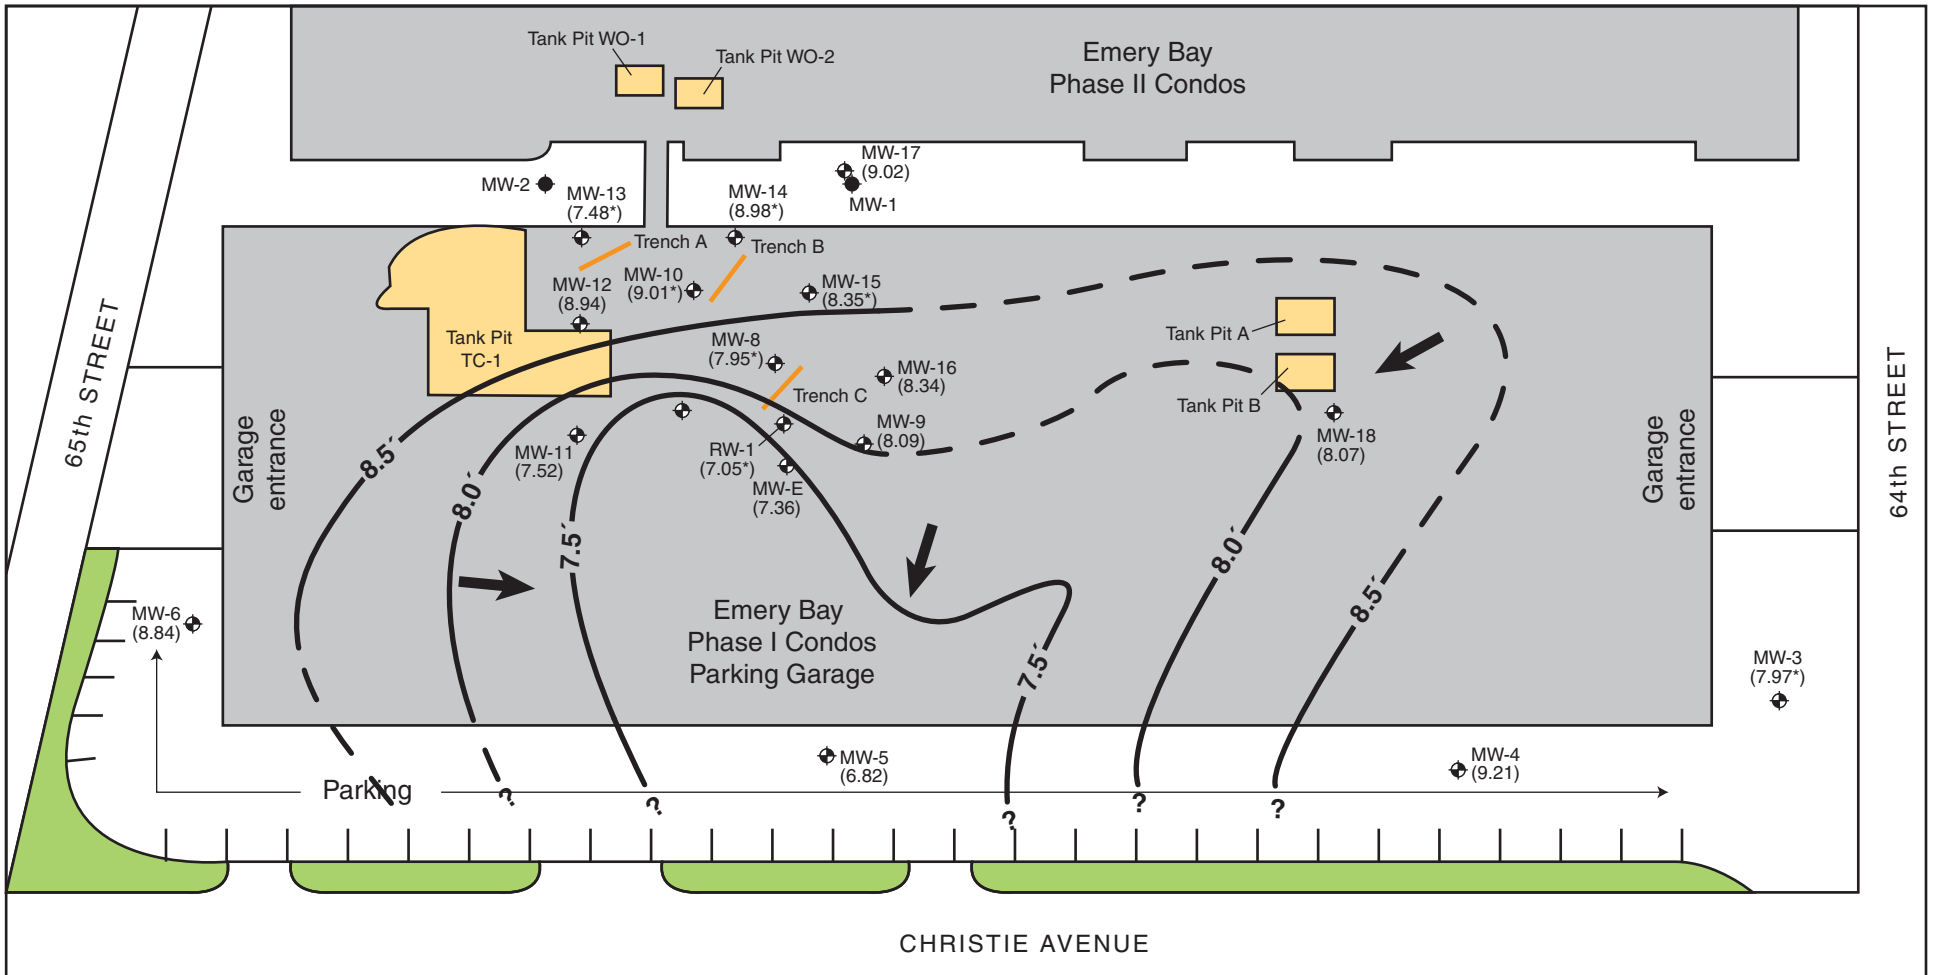 Tank Pit WO-1
Tank Pit WO-2
Emery Bay
Phase II Condos
MW-17
(9.02)
MW-2
MW-13
(7.48*)
MW-14
(8.98*)
MW-1
Trench A
Trench B
MW-12
(8.94)
MW-10
(9.01*)
MW-15
(8.35*)
Tank Pit
TC-1
MW-8
(7.95*)
MW-16
(8.34)
Trench C
Tank Pit A
Tank Pit B
MW-18
(8.07)
MW-9
(8.09)
RW-1
(7.05*)
MW-11
(7.52)
MW-E
(7.36)
65th STREET
64th STREET
Garage
entrance
Garage
entrance
8.5´
8.0´
7.5´
8.0´
8.5´
7.5´
Emery Bay
Phase I Condos
Parking Garage
MW-6
(8.84)
MW-3
(7.97*)
MW-5
(6.82)
MW-4
(9.21)
Parking
?
?
?
?
?
CHRISTIE AVENUE